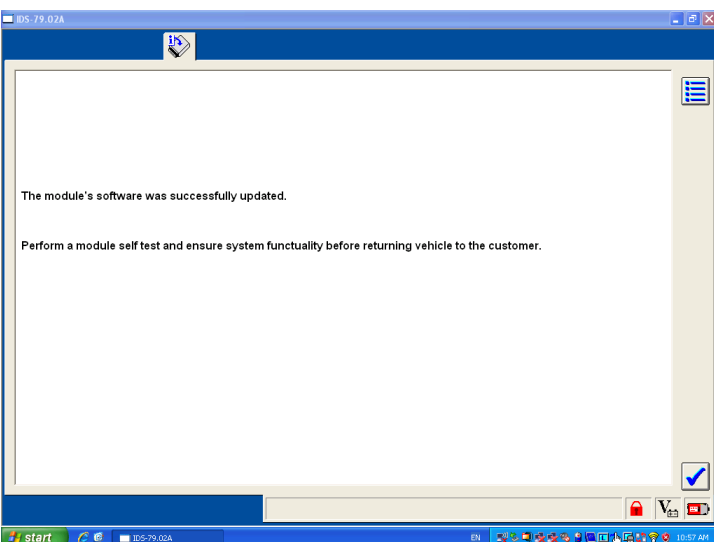 IDS-79.02A
The module's software was successfully updated.
Perform a module self test and ensure system functuality before returning vehicle to the customer.
V
start
IDS-79.02A
EN
10:57 AM